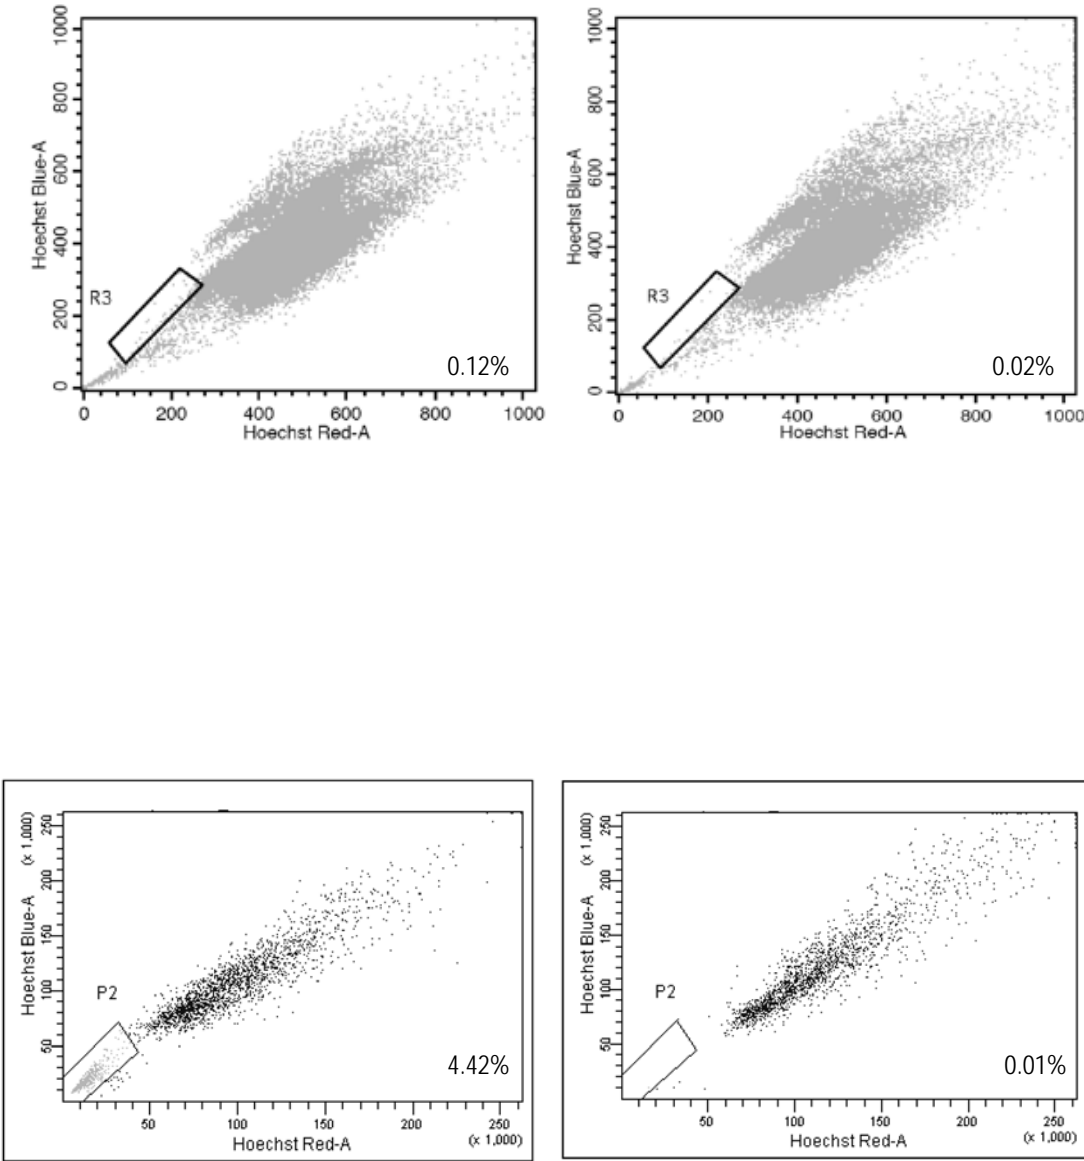 1000
800
600
400
200
0
Hoechst Blue-A
R3
0.12%
0 200 400 600 800 1000
Hoechst Red-A
1000
800
600
400
200
0
Hoechst Blue-A
R3
0.02%
0 200 400 600 800 1000
Hoechst Red-A
(x 1,000)
250
200
150
100
50
Hoechst Blue-A
P2
4.42%
50 100 150 200 250
Hoechst Red-A
(x 1,000)
(x 1,000)
250
200
150
100
50
Hoechst Blue-A
P2
0.01%
50 100 150 200 250
Hoechst Red-A
(x 1,000)